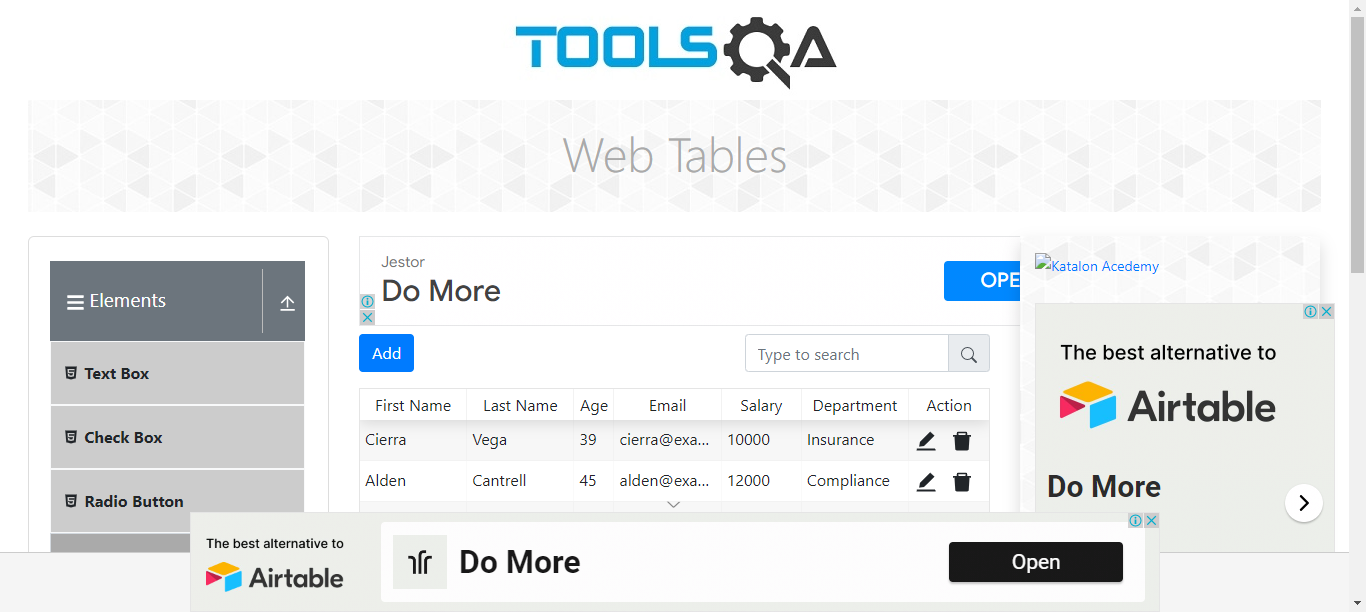 TOOLSQA
Web Tables
Elements
Text Box
Check Box
Radio Button
Jestor
Do More
OPE
Add
Type to search
First Name Last Name Age Email Salary Department Action
Cierra Vega 39 cierra@exa... 10000 Insurance
Alden Cantrell 45 alden@exa... 12000 Compliance
Katalon Acedemy
The best alternative to
Airtable
Do More
The best alternative to
Airtable
Do More
Open